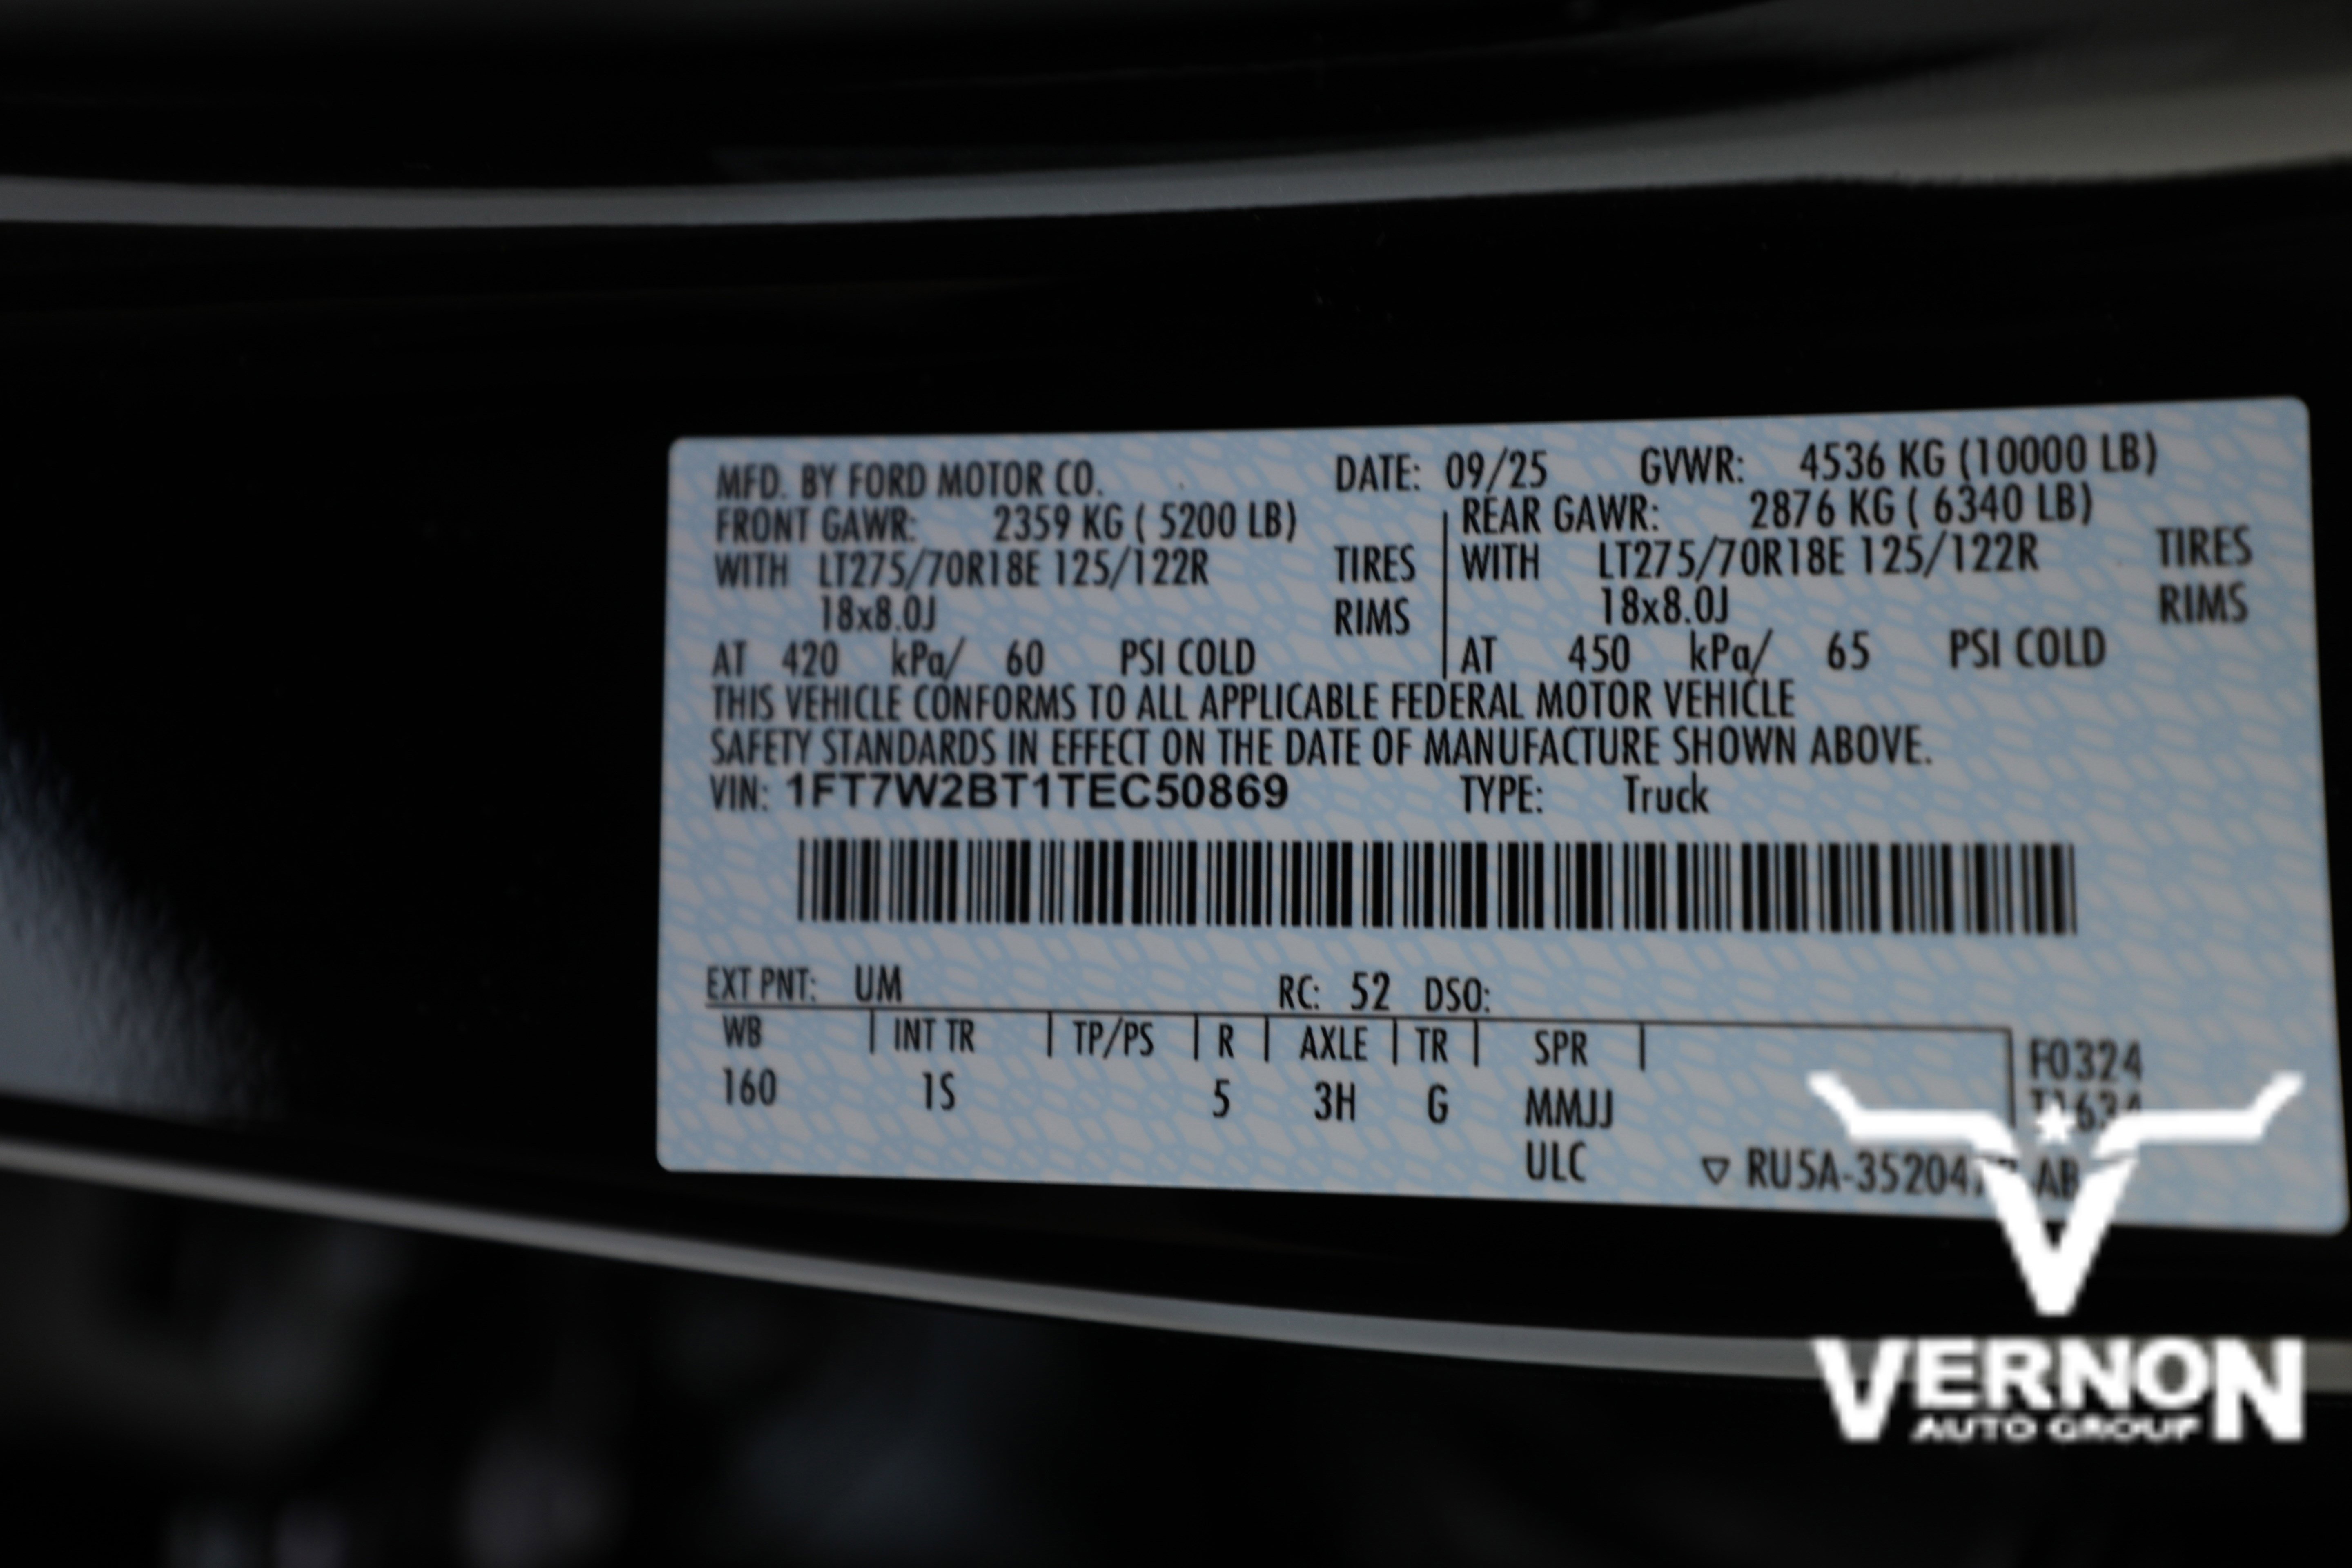 MFD. BY FORD MOTOR CO. DATE: 09/25 GVWR: 4536 KG (10000 LB)
FRONT GAWR: 2359 KG ( 5200 LB) REAR GAWR: 2876 KG ( 6340 LB)
WITH LT275/70R18E 125/122R TIRES WITH LT275/70R18E 125/122R TIRES
18x8.0J RIMS 18x8.0J RIMS
AT 420 kPa/ 60 PSI COLD AT 450 kPa/ 65 PSI COLD
THIS VEHICLE CONFORMS TO ALL APPLICABLE FEDERAL MOTOR VEHICLE
SAFETY STANDARDS IN EFFECT ON THE DATE OF MANUFACTURE SHOWN ABOVE.
VIN: 1FT7W2BT1TEC50869 TYPE: Truck
EXT PNT: UM RC: 52 DSO:
WB INT TR TP/PS R AXLE TR SPR F0324
160 1S 5 3H G MMJJ
ULC
VERNON
AUTO GROUP